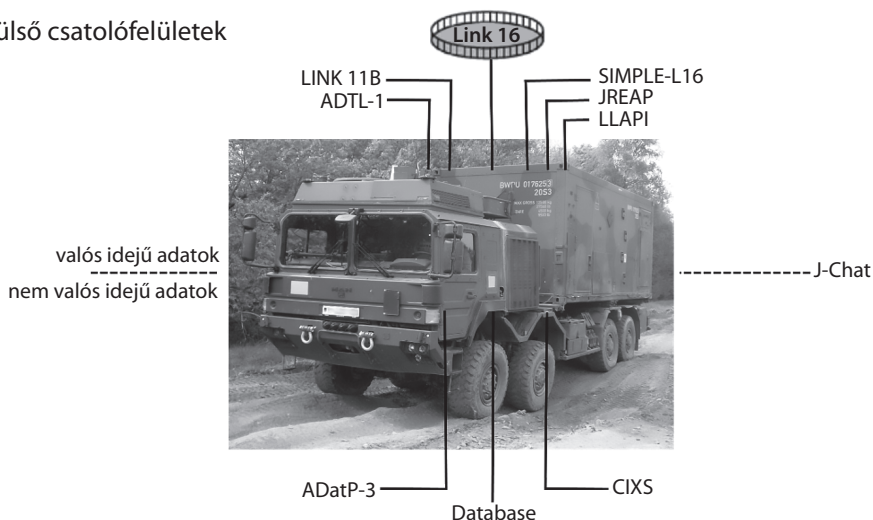 ülső csatolófelületek
Link 16
LINK 11B
ADTL-1
SIMPLE-L16
JREAP
LLAPI
valós idejű adatok
nem valós idejű adatok
J-Chat
ADatP-3
Database
CIXS